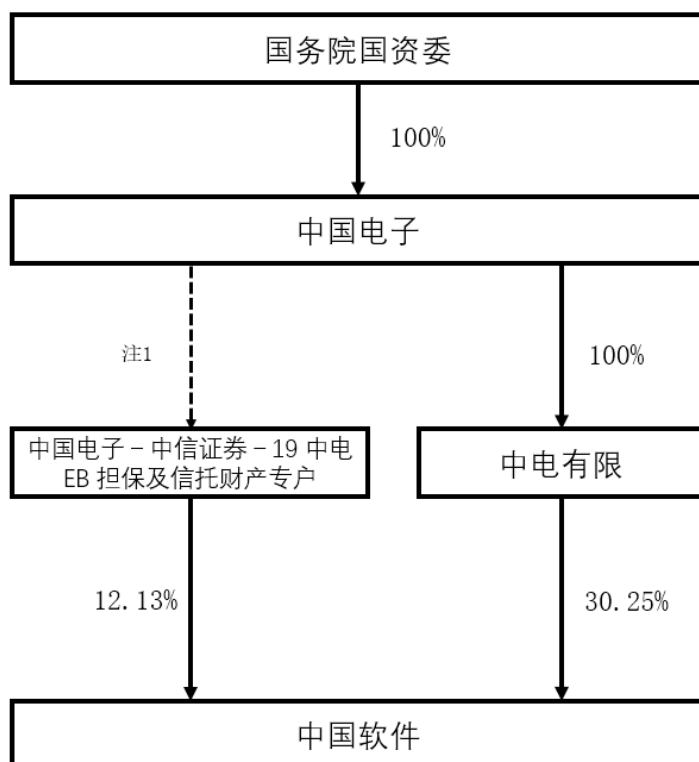 国务院国资委
100%
中国电子
注1
100%
中国电子－中信证券－19 中电
EB 担保及信托财产专户
中电有限
12.13%
30.25%
中国软件